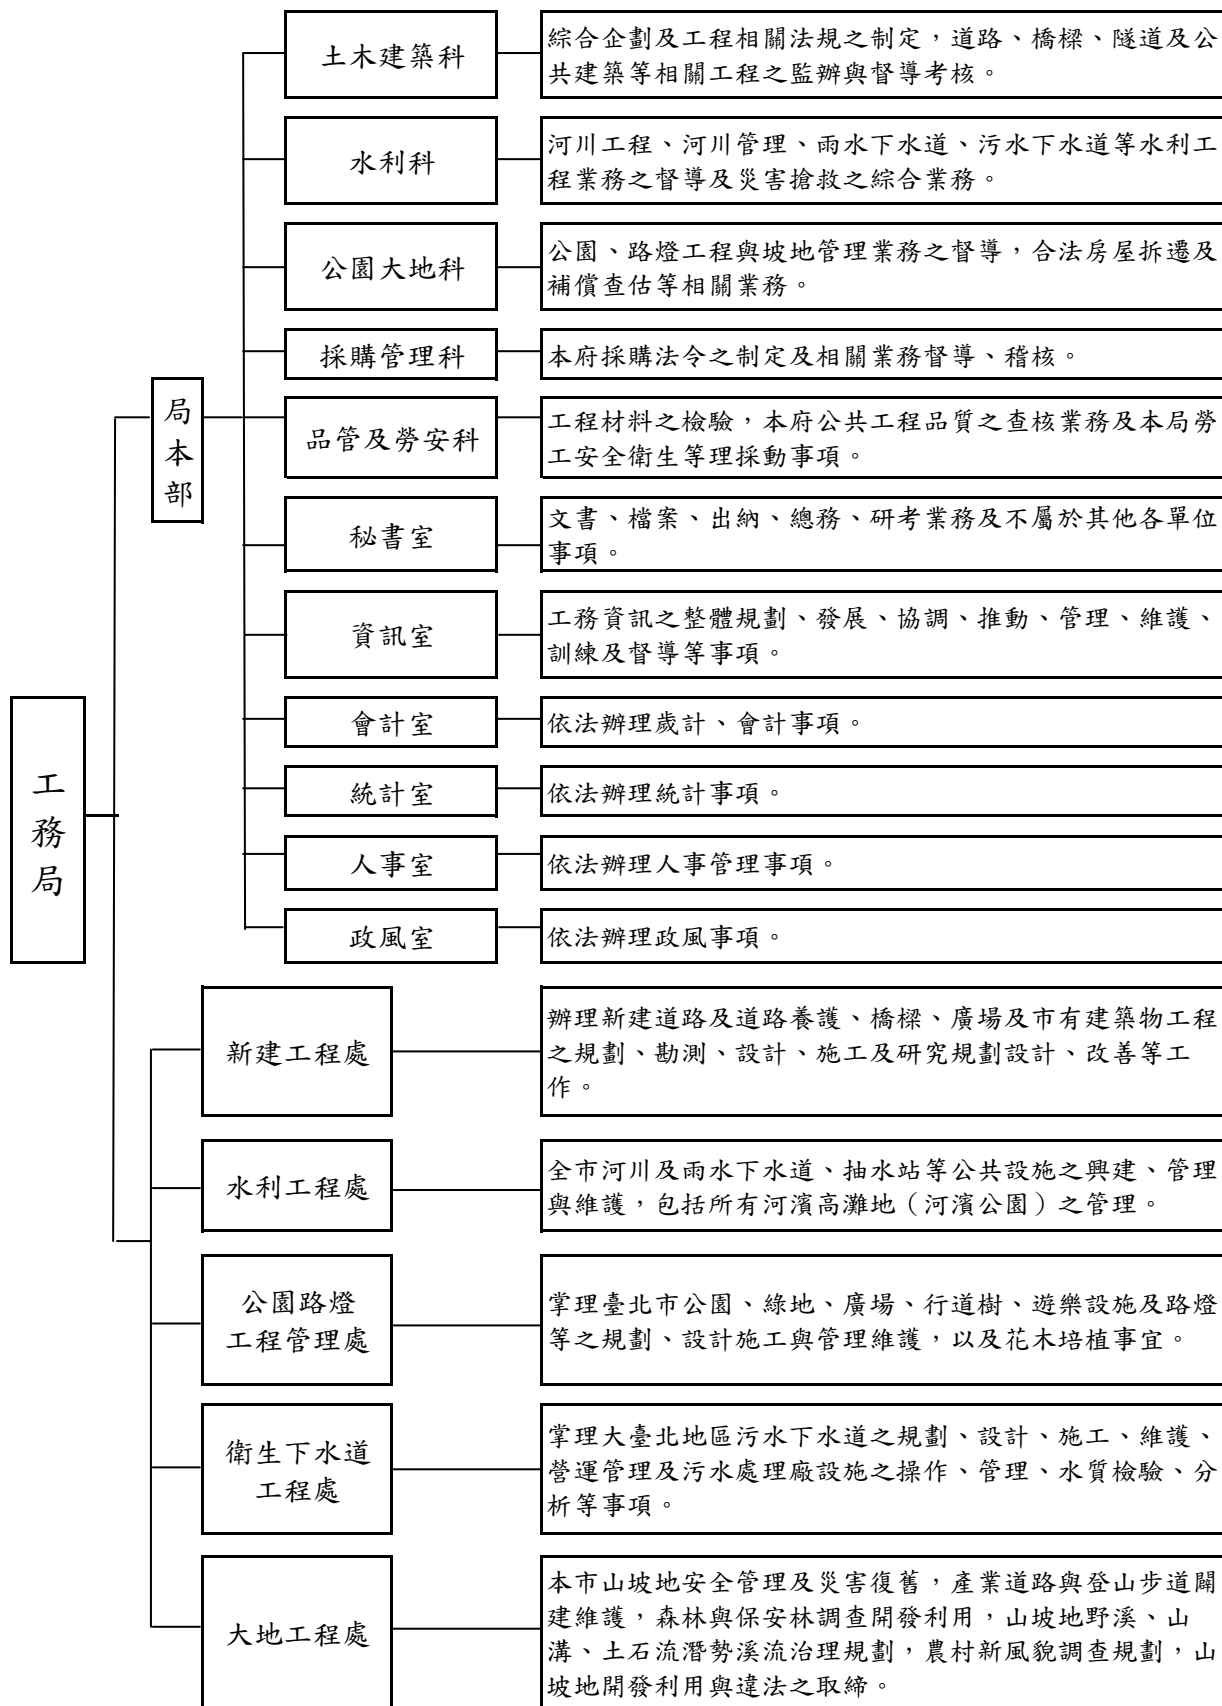 土木建築科
綜合企劃及工程相關法規之制定，道路、橋樑、隧道及公
共建築等相關工程之監辦與督導考核。
水利科
河川工程、河川管理、雨水下水道、污水下水道等水利工
程業務之督導及災害搶救之綜合業務。
公園大地科
公園、路燈工程與坡地管理業務之督導，合法房屋拆遷及
補償查估等相關業務。
採購管理科
本府採購法令之制定及相關業務督導、稽核。
局
本
部
品管及勞安科
工程材料之檢驗，本府公共工程品質之查核業務及本局勞
工安全衛生等理採動事項。
秘書室
文書、檔案、出納、總務、研考業務及不屬於其他各單位
事項。
資訊室
工務資訊之整體規劃、發展、協調、推動、管理、維護、
訓練及督導等事項。
會計室
依法辦理歲計、會計事項。
工
務
局
統計室
依法辦理統計事項。
人事室
依法辦理人事管理事項。
政風室
依法辦理政風事項。
新建工程處
辦理新建道路及道路養護、橋樑、廣場及市有建築物工程
之規劃、勘測、設計、施工及研究規劃設計、改善等工
作。
水利工程處
全市河川及雨水下水道、抽水站等公共設施之興建、管理
與維護，包括所有河濱高灘地（河濱公園）之管理。
公園路燈
工程管理處
掌理臺北市公園、綠地、廣場、行道樹、遊樂設施及路燈
等之規劃、設計施工與管理維護，以及花木培植事宜。
衛生下水道
工程處
掌理大臺北地區污水下水道之規劃、設計、施工、維護、
營運管理及污水處理廠設施之操作、管理、水質檢驗、分
析等事項。
大地工程處
本市山坡地安全管理及災害復舊，產業道路與登山步道闢
建維護，森林與保安林調查開發利用，山坡地野溪、山
溝、土石流潛勢溪流治理規劃，農村新風貌調查規劃，山
坡地開發利用與違法之取締。